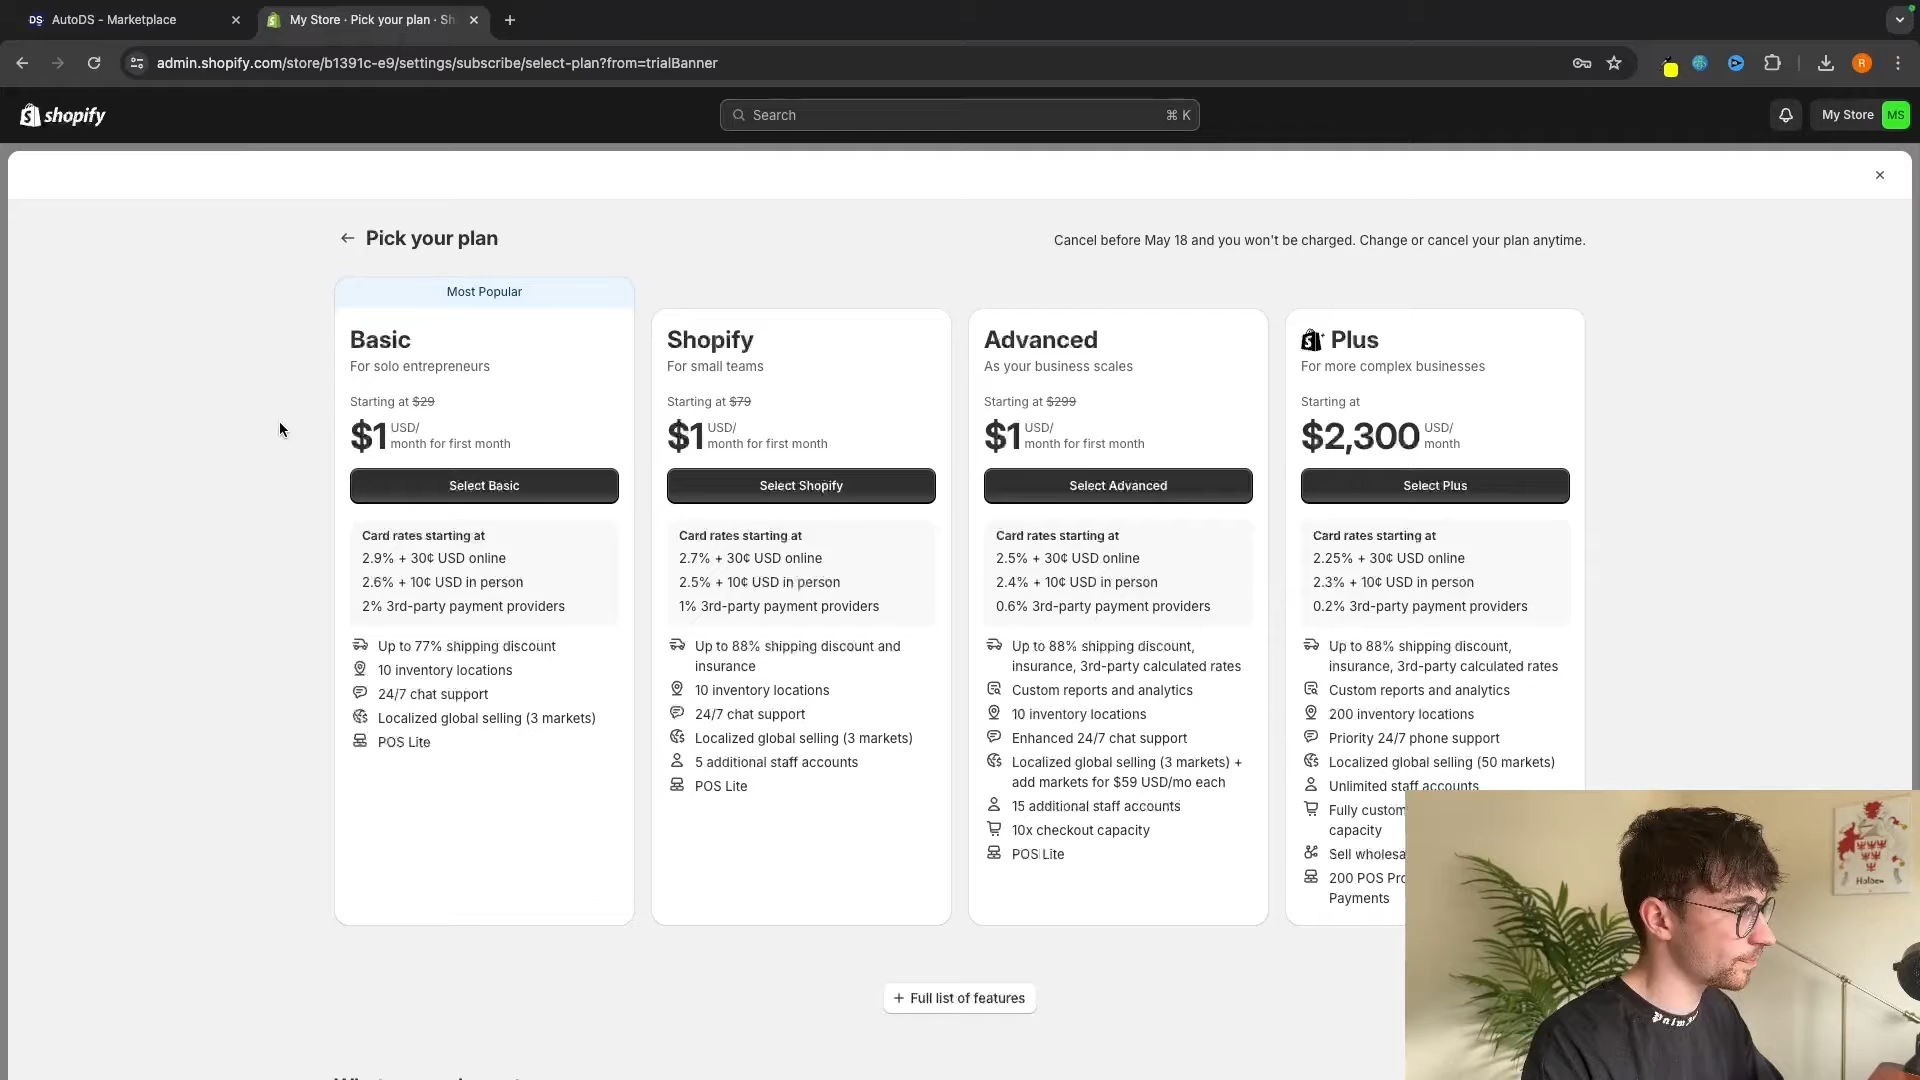 DS AutoDS - Marketplace
My Store · Pick your plan · Sh
admin.shopify.com/store/b1391c-e9/settings/subscribe/select-plan?from=trialBanner
R
shopify
Search
⌘ K
My Store
MS
Pick your plan
Cancel before May 18 and you won't be charged. Change or cancel your plan anytime.
Most Popular
Basic
For solo entrepreneurs
Starting at $29
$1 USD/
month for first month
Select Basic
Card rates starting at
2.9% + 30¢ USD online
2.6% + 10¢ USD in person
2% 3rd-party payment providers
Up to 77% shipping discount
10 inventory locations
24/7 chat support
Localized global selling (3 markets)
POS Lite
Shopify
For small teams
Starting at $79
$1 USD/
month for first month
Select Shopify
Card rates starting at
2.7% + 30¢ USD online
2.5% + 10¢ USD in person
1% 3rd-party payment providers
Up to 88% shipping discount and
insurance
10 inventory locations
24/7 chat support
Localized global selling (3 markets)
5 additional staff accounts
POS Lite
Advanced
As your business scales
Starting at $299
$1 USD/
month for first month
Select Advanced
Card rates starting at
2.5% + 30¢ USD online
2.4% + 10¢ USD in person
0.6% 3rd-party payment providers
Up to 88% shipping discount,
insurance, 3rd-party calculated rates
Custom reports and analytics
10 inventory locations
Enhanced 24/7 chat support
Localized global selling (3 markets) +
add markets for $59 USD/mo each
15 additional staff accounts
10x checkout capacity
POS Lite
Plus
For more complex businesses
Starting at
$2,300 USD/
month
Select Plus
Card rates starting at
2.25% + 30¢ USD online
2.3% + 10¢ USD in person
0.2% 3rd-party payment providers
Up to 88% shipping discount,
insurance, 3rd-party calculated rates
Custom reports and analytics
200 inventory locations
Priority 24/7 phone support
Localized global selling (50 markets)
Unlimited staff accounts
Fully custom
capacity
Sell wholesa
200 POS Pro
Payments
+ Full list of features